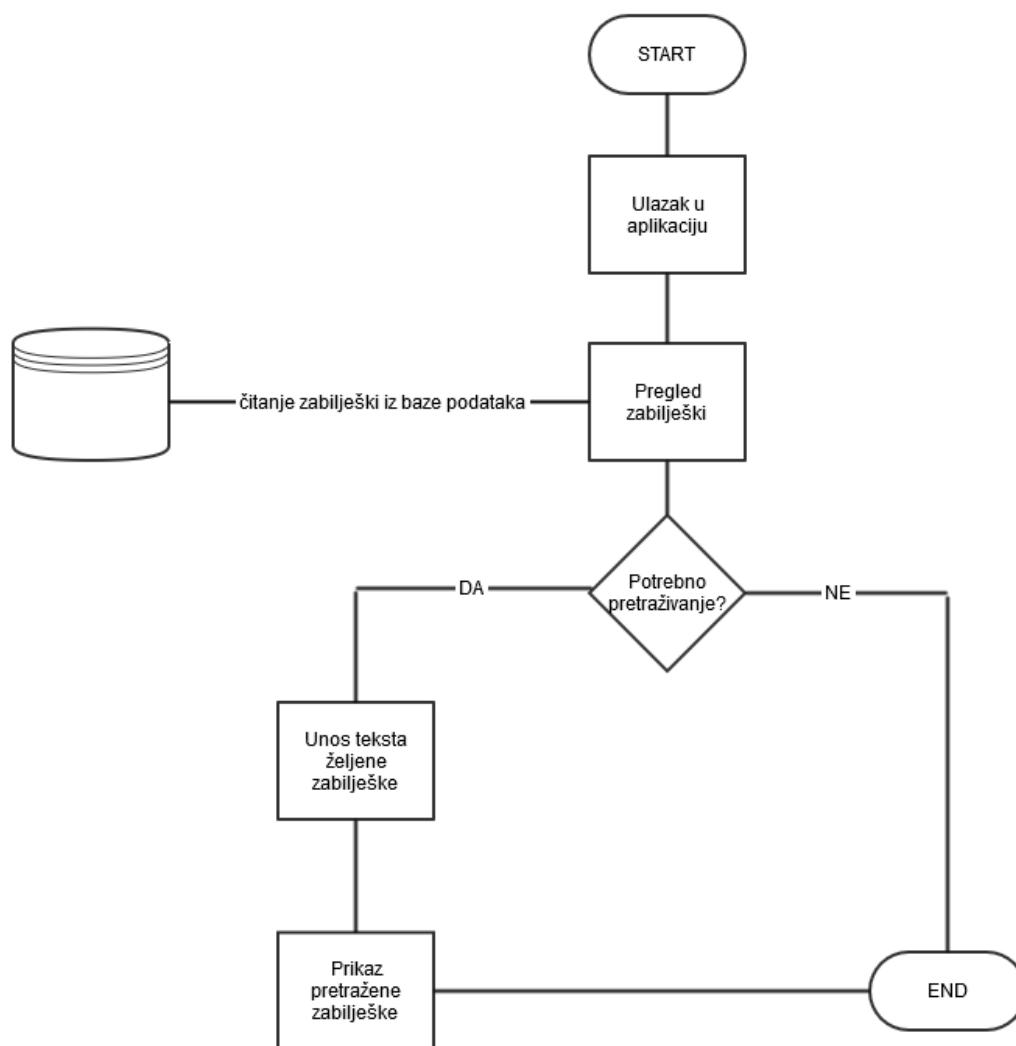 START
Ulazak u
aplikaciju
čitanje zabilješki iz baze podataka
Pregled
zabilješki
Potrebno
pretraživanje?
DA
NE
Unos teksta
željene
zabilješke
Prikaz
pretražene
zabilješke
END